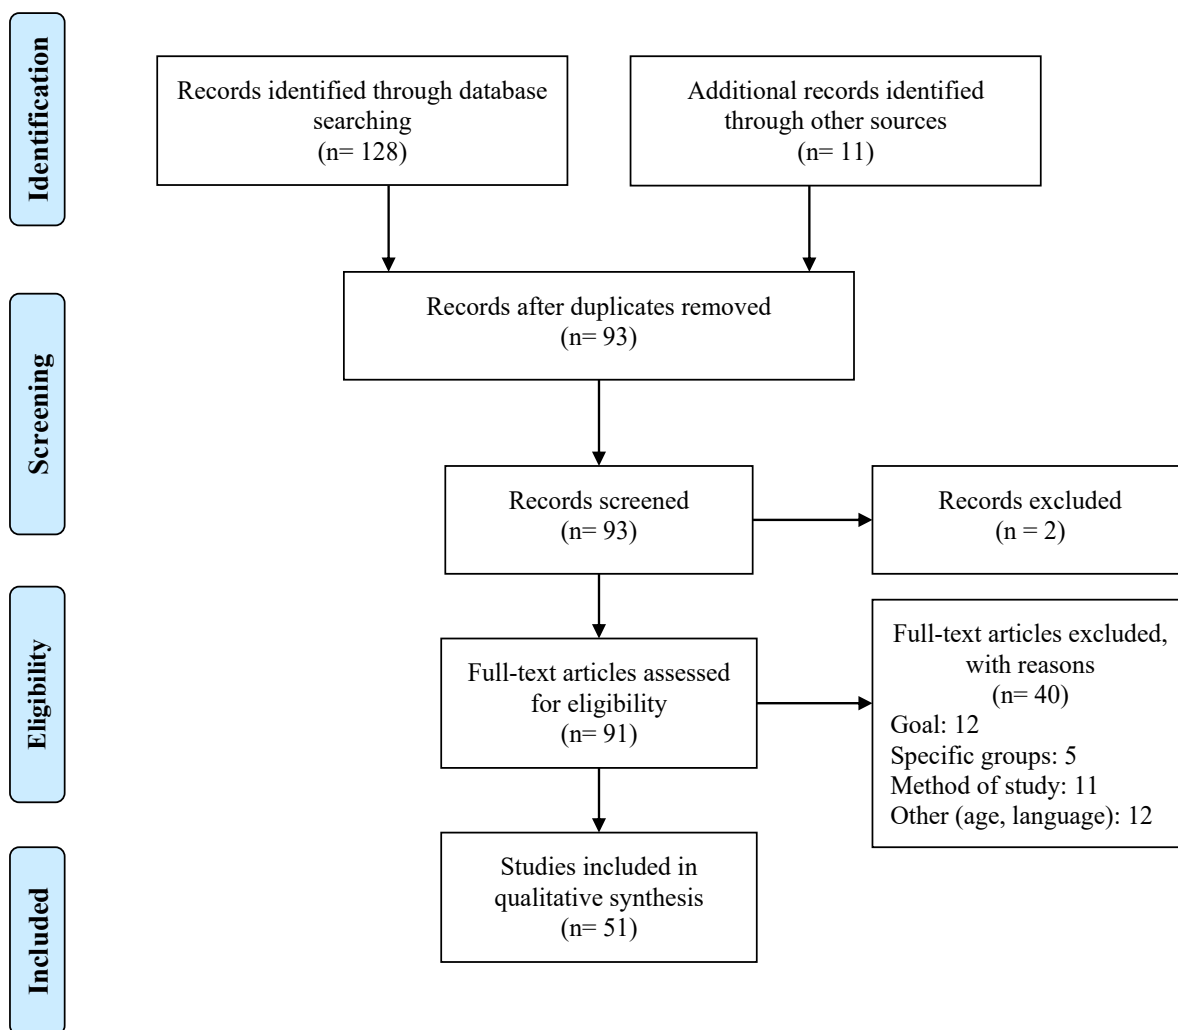 Identification
Records identified through database
searching
(n= 128)
Additional records identified
through other sources
(n= 11)
Screening
Records after duplicates removed
(n= 93)
Records screened
(n= 93)
Records excluded
(n = 2)
Eligibility
Full-text articles assessed
for eligibility
(n= 91)
Full-text articles excluded,
with reasons
(n= 40)
Goal: 12
Specific groups: 5
Method of study: 11
Other (age, language): 12
Included
Studies included in
qualitative synthesis
(n= 51)